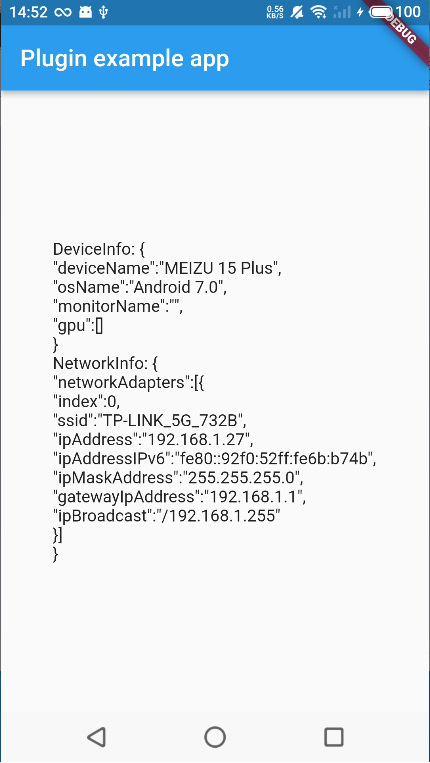 14:52 0.56 KB/S 100
DEBUG
Plugin example app
DeviceInfo: {
"deviceName":"MEIZU 15 Plus",
"osName":"Android 7.0",
"monitorName":"",
"gpu":[]
}
NetworkInfo: {
"networkAdapters":[{
"index":0,
"ssid":"TP-LINK_5G_732B",
"ipAddress":"192.168.1.27",
"ipAddressIPv6":"fe80::92f0:52ff:fe6b:b74b",
"ipMaskAddress":"255.255.255.0",
"gatewayIpAddress":"192.168.1.1",
"ipBroadcast":"/192.168.1.255"
}]
}